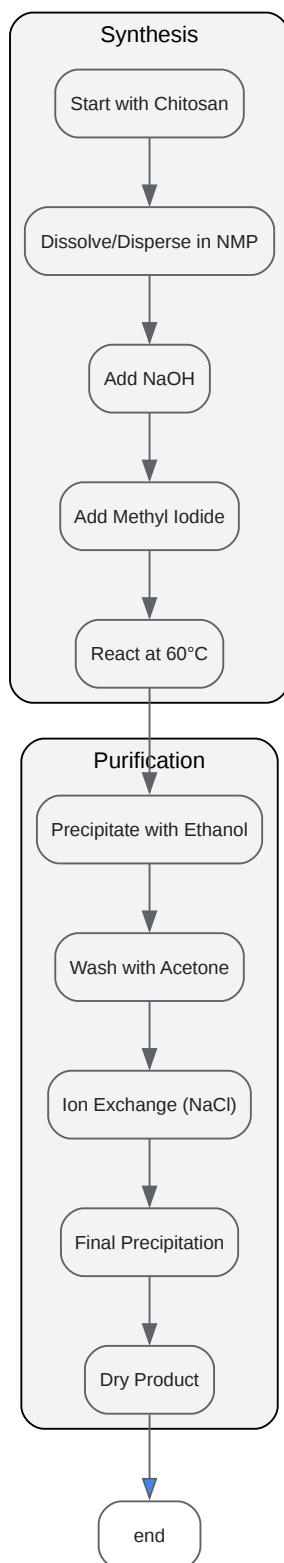 Synthesis
Start with Chitosan
Dissolve/Disperse in NMP
Add NaOH
Add Methyl Iodide
React at 60°C
Purification
Precipitate with Ethanol
Wash with Acetone
Ion Exchange (NaCl)
Final Precipitation
Dry Product
end